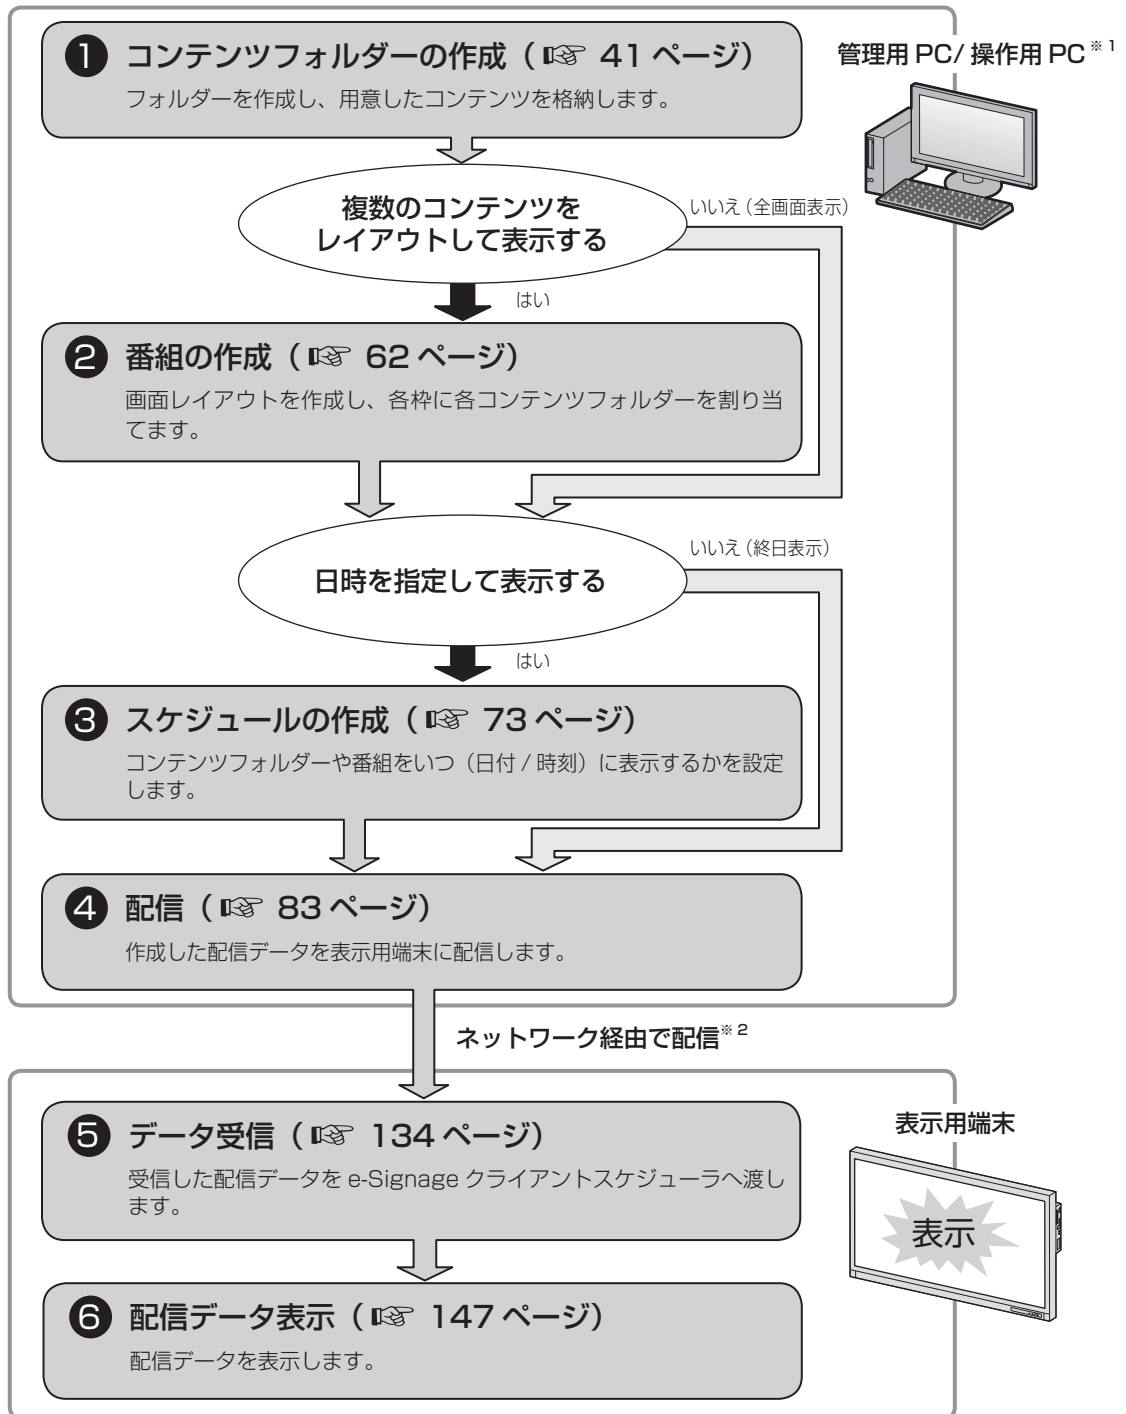 ❶ コンテンツフォルダーの作成（☞ 41 ページ）
フォルダーを作成し、用意したコンテンツを格納します。
管理用 PC/ 操作用 PC※1
複数のコンテンツを
レイアウトして表示する
いいえ（全画面表示）
はい
❷ 番組の作成（☞ 62 ページ）
画面レイアウトを作成し、各枠に各コンテンツフォルダーを割り当
てます。
日時を指定して表示する
いいえ（終日表示）
はい
❸ スケジュールの作成（☞ 73 ページ）
コンテンツフォルダーや番組をいつ（日付 / 時刻）に表示するかを設定
します。
❹ 配信（☞ 83 ページ）
作成した配信データを表示用端末に配信します。
ネットワーク経由で配信※2
❺ データ受信（☞ 134 ページ）
受信した配信データを e-Signage クライアントスケジューラへ渡し
ます。
表示用端末
表示
❻ 配信データ表示（☞ 147 ページ）
配信データを表示します。